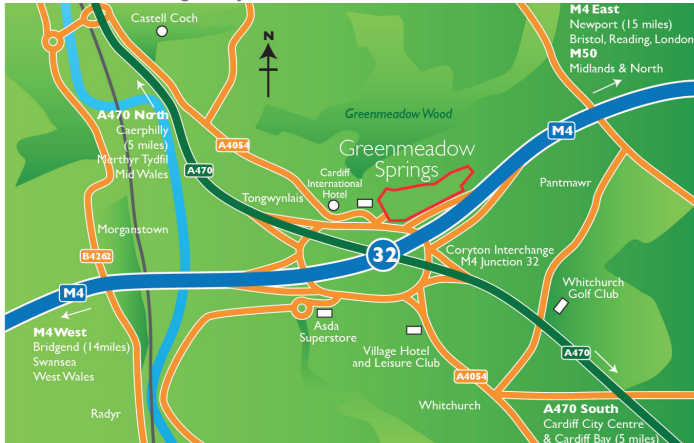 Castell Coch
M4 East
Newport (15 miles)
Bristol, Reading, London
M50
Midlands & North
N
Greenmeadow Wood
A470 North
Caerphilly
(5 miles)
Merthyr Tydfil
Mid Wales
A4054
M4
Greenmeadow
Springs
A470
Cardiff
International
Hotel
Tongwynlais
Pantmawr
Morganstown
B4262
32
Coryton Interchange
M4 Junction 32
M4
Whitchurch
Golf Club
M4 West
Bridgend (14miles)
Swansea
West Wales
Asda
Superstore
Village Hotel
and Leisure Club
A470
A4054
Radyr
Whitchurch
A470 South
Cardiff City Centre
& Cardiff Bay (5 miles)